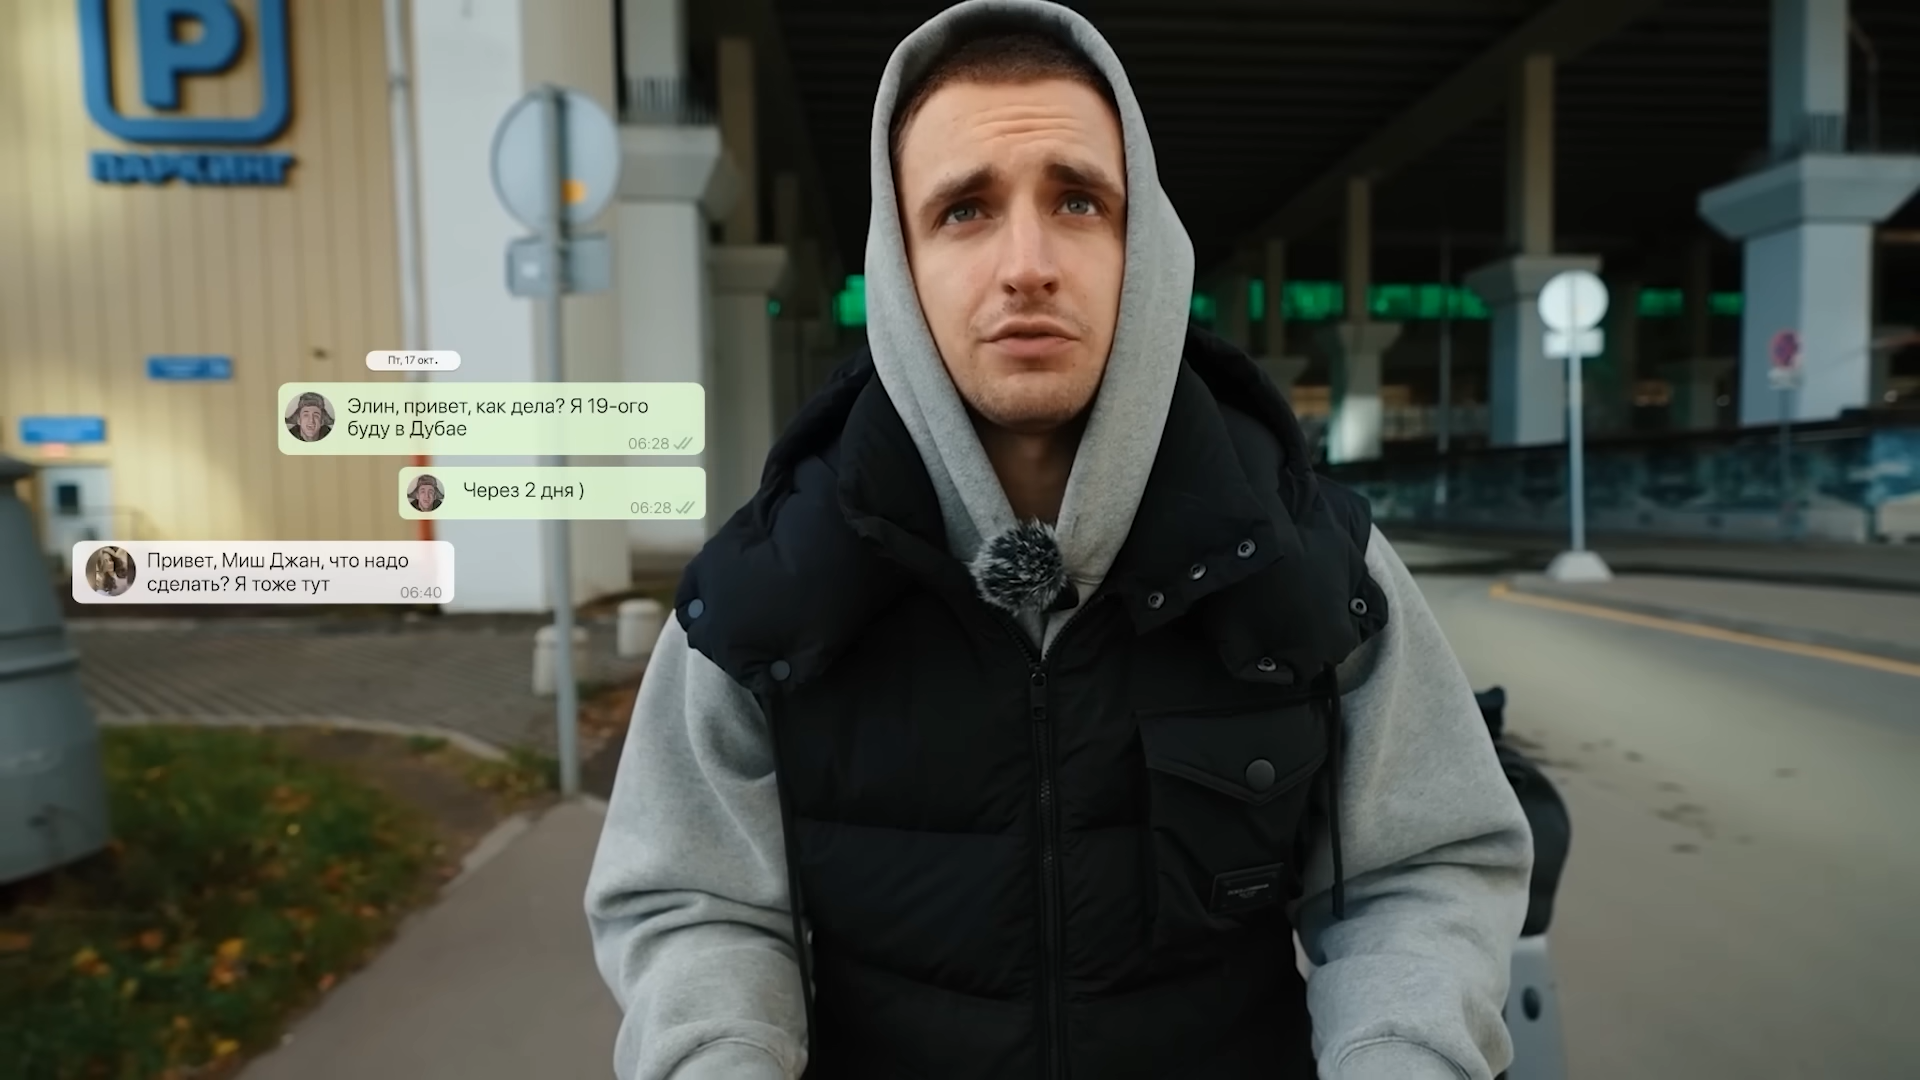 P
ПАРКИНГ
Пт, 17 окт.
Элин, привет, как дела? Я 19-ого
буду в Дубае
06:28
Через 2 дня )
06:28
Привет, Миш Джан, что надо
сделать? Я тоже тут
06:40